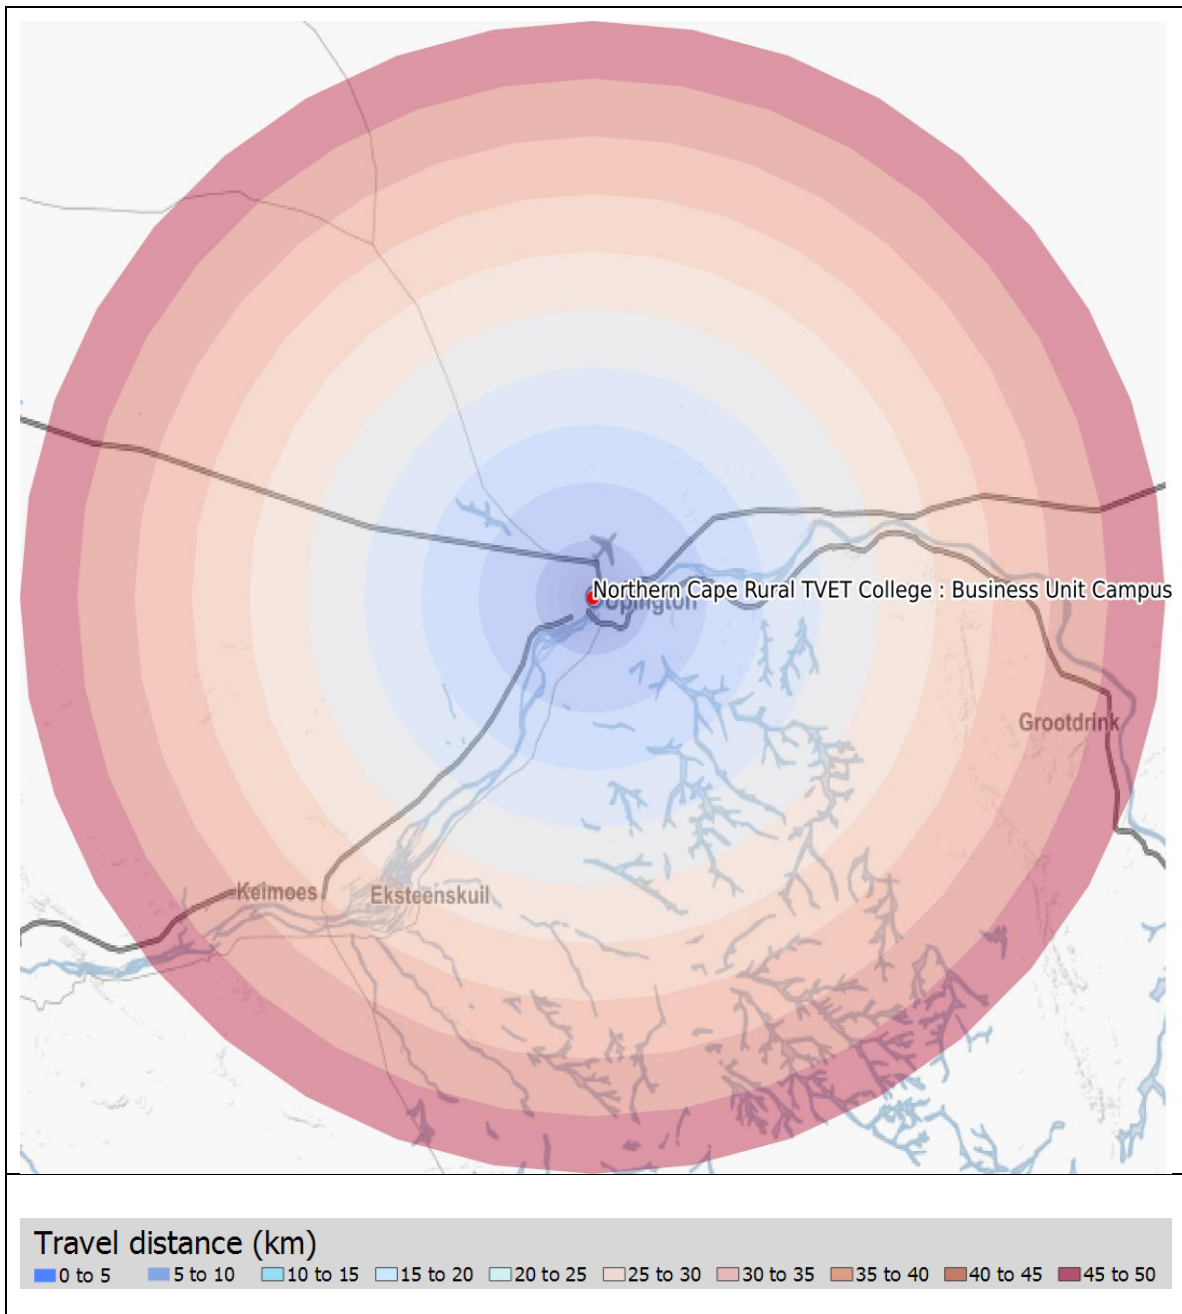 Northern Cape Rural TVET College : Business Unit Campus
Upington
Grootdrink
Keimoes
Eksteenskuil
Travel distance (km)
0 to 5 5 to 10 10 to 15 15 to 20 20 to 25 25 to 30 30 to 35 35 to 40 40 to 45 45 to 50